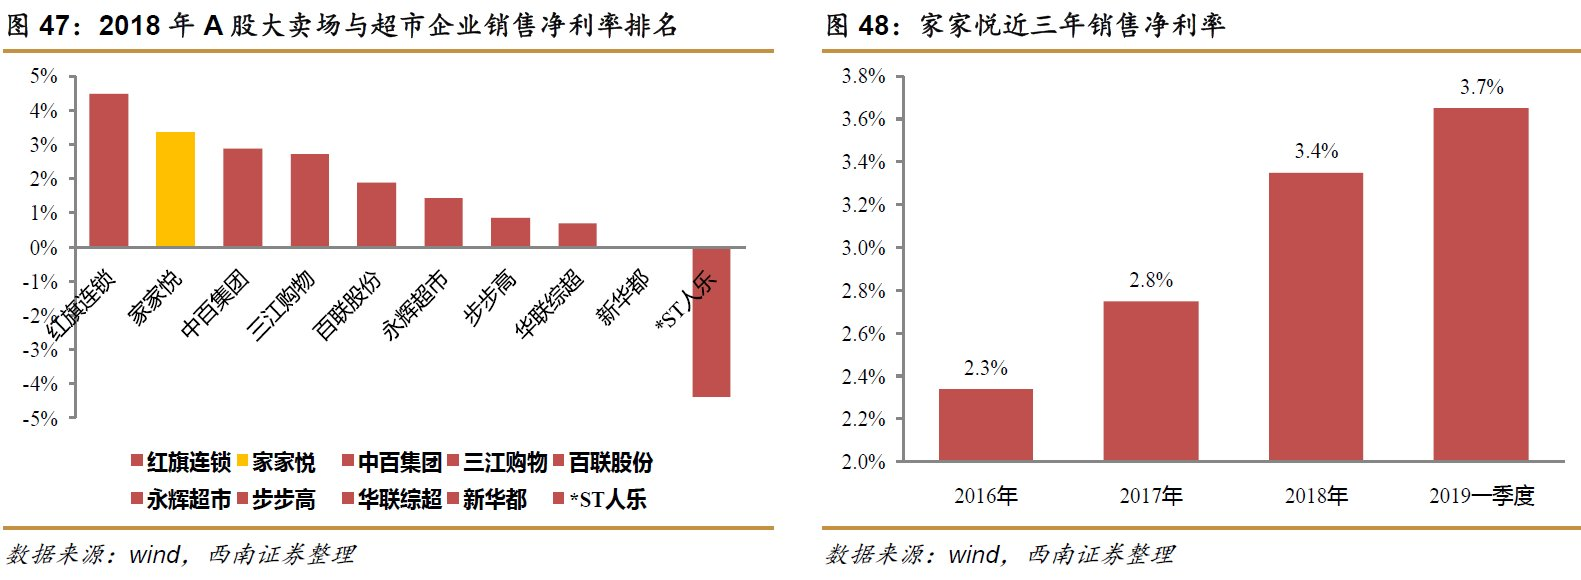 图 47：2018 年 A 股大卖场与超市企业销售净利率排名
5%
4%
3%
2%
1%
0%
-1%
-2%
-3%
-4%
-5%
红旗连锁
家家悦
中百集团
三江购物
百联股份
永辉超市
步步高
华联综超
新华都
*ST人乐
红旗连锁 家家悦 中百集团 三江购物 百联股份
永辉超市 步步高 华联综超 新华都 *ST人乐
数据来源：wind，西南证券整理
图 48：家家悦近三年销售净利率
3.8%
3.6%
3.4%
3.2%
3.0%
2.8%
2.6%
2.4%
2.2%
2.0%
2.3%
2.8%
3.4%
3.7%
2016年 2017年 2018年 2019一季度
数据来源：wind，西南证券整理